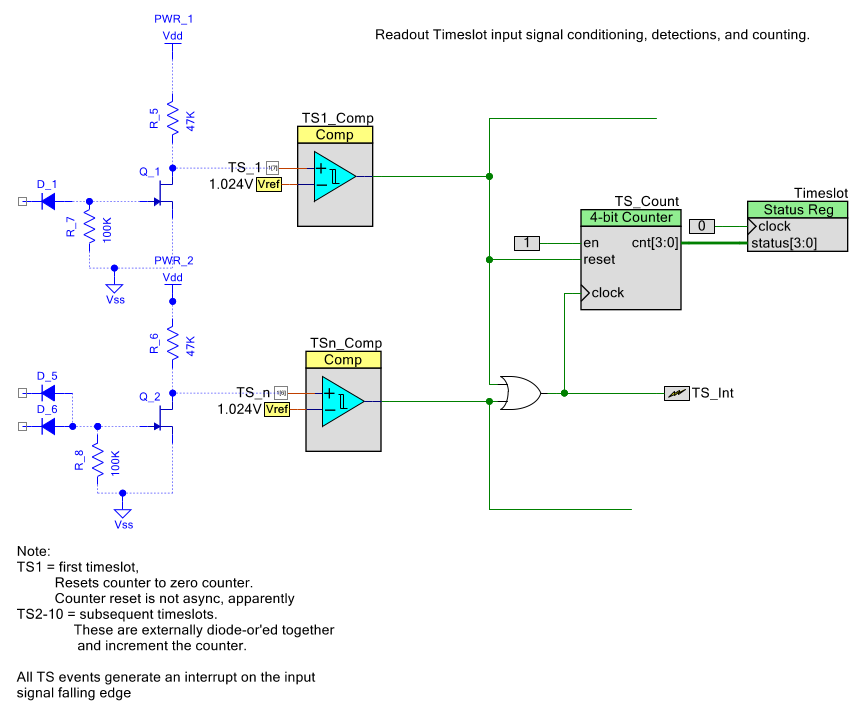 PWR_1
Vdd
Readout Timeslot input signal conditioning, detections, and counting.
R_5
47K
TS1_Comp
Comp
Q_1
TS_1
1.024V Vref
D_1
R_7
100K
Vss
TS_Count
4-bit Counter
en
cnt[3:0]
reset
clock
1
0
Timeslot
Status Reg
clock
status[3:0]
PWR_2
Vdd
R_6
47K
TSn_Comp
Comp
D_5
Q_2
TS_n
1.024V Vref
D_6
R_8
100K
Vss
TS_Int
Note:
TS1 = first timeslot,
Resets counter to zero counter.
Counter reset is not async, apparently
TS2-10 = subsequent timeslots.
These are externally diode-or'ed together
and increment the counter.
All TS events generate an interrupt on the input
signal falling edge